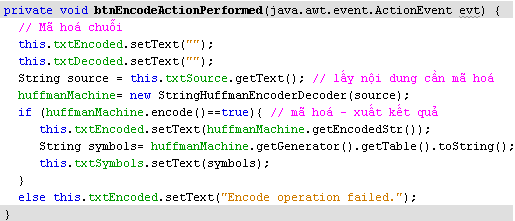 private void btnEncodeActionPerformed(java.awt.event.ActionEvent evt) {
// Mã hoá chuỗi
this.txtEncoded.setText("");
this.txtDecoded.setText("");
String source = this.txtSource.getText(); // lấy nội dung cần mã hoá
huffmanMachine= new StringHuffmanEncoderDecoder(source);
if (huffmanMachine.encode()==true){ // mã hoá - xuất kết quả
this.txtEncoded.setText(huffmanMachine.getEncodedStr());
String symbols= huffmanMachine.getGenerator().getTable().toString();
this.txtSymbols.setText(symbols);
}
else this.txtEncoded.setText("Encode operation failed.");
}